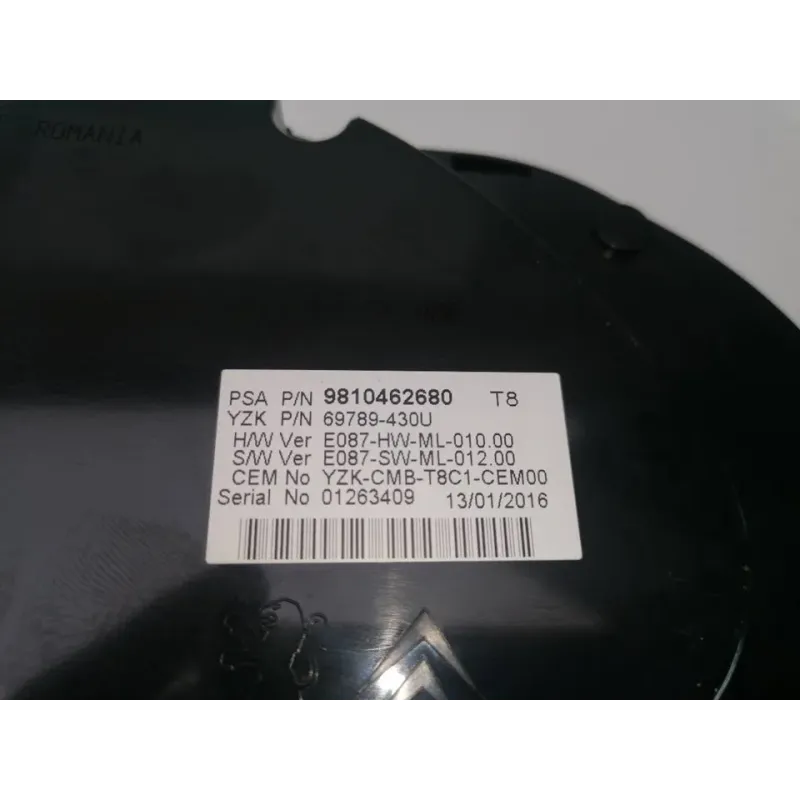 ROMANIA
PSA P/N 9810462680 T8
YZK P/N 69789-430U
H/W Ver E087-HW-ML-010.00
S/W Ver E087-SW-ML-012.00
CEM No YZK-CMB-T8C1-CEM00
Serial No 01263409 13/01/2016